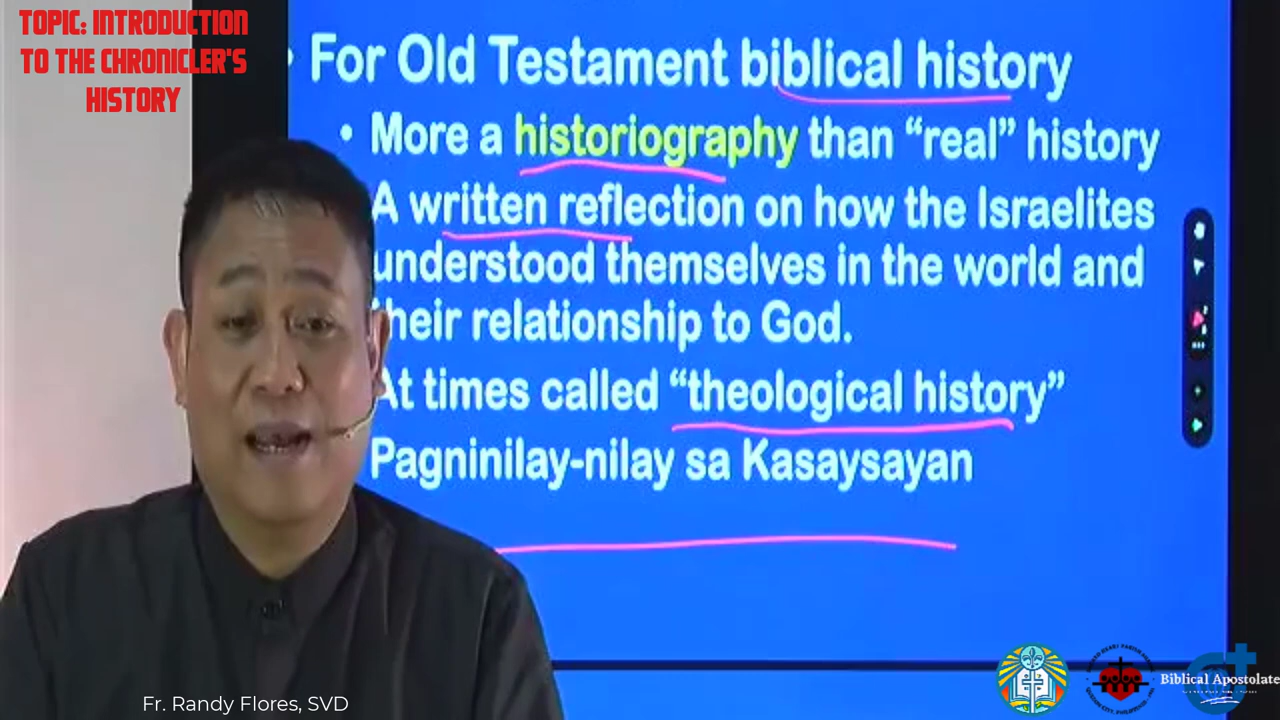 TOPIC: INTRODUCTION
TO THE CHRONICLER'S
HISTORY
• For Old Testament biblical history
• More a historiography than “real” history
A written reflection on how the Israelites
understood themselves in the world and
their relationship to God.
At times called “theological history”
Pagninilay-nilay sa Kasaysayan
Fr. Randy Flores, SVD
Biblical Apostolate